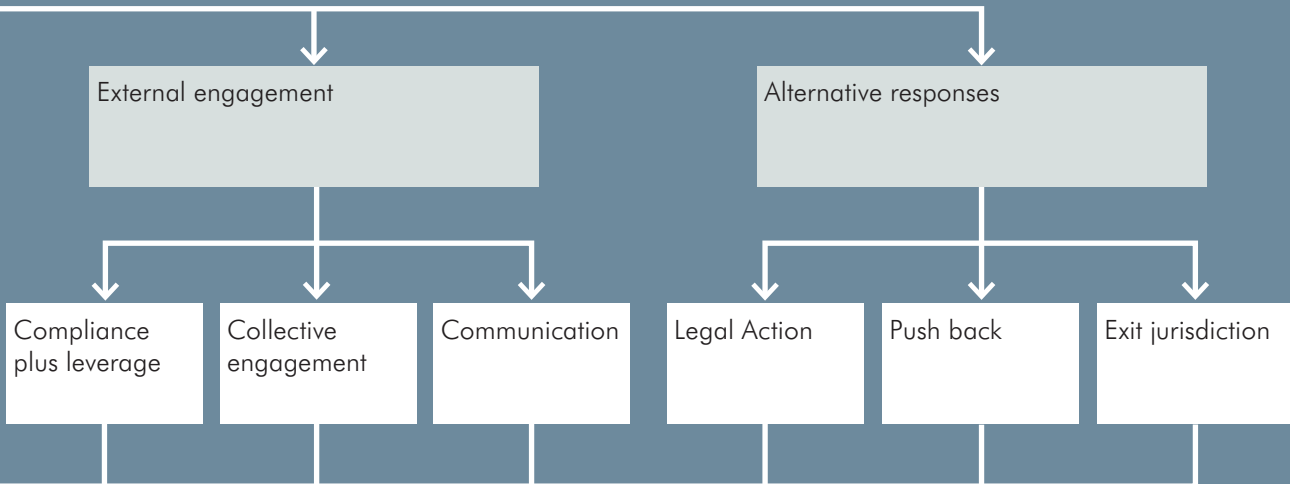 External engagement
Alternative responses
Compliance
plus leverage
Collective
engagement
Communication
Legal Action
Push back
Exit jurisdiction